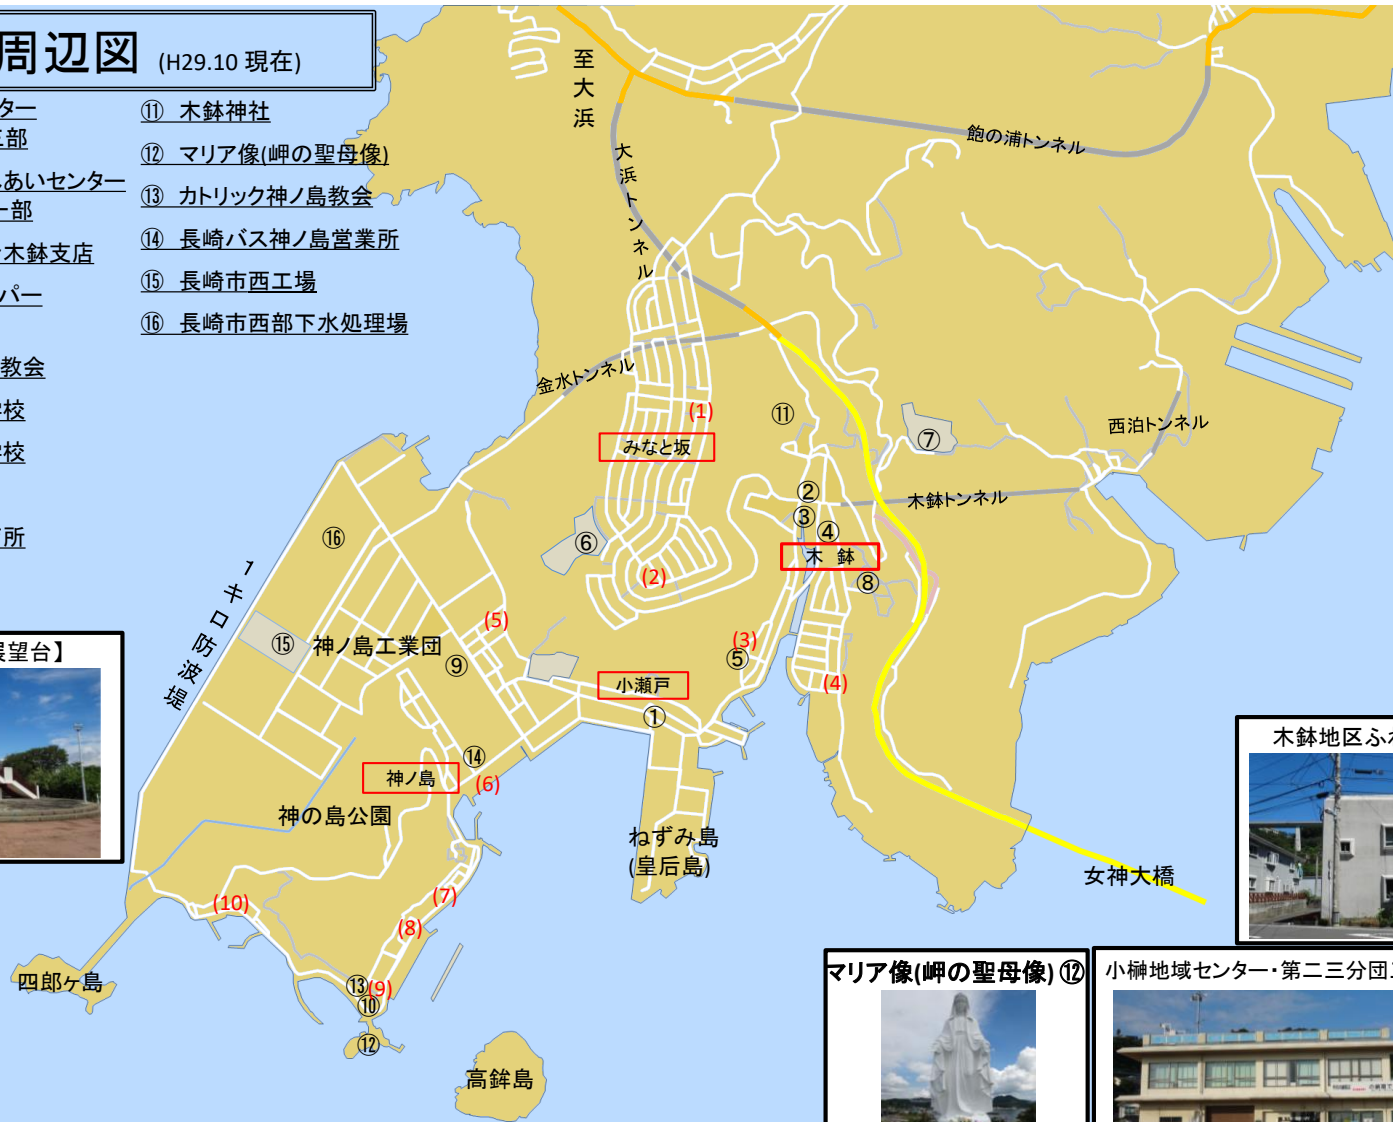 周辺図 (H29.10 現在)
ター
部
あいセンター
一部
木鉢支店
パー
教会
学校
学校
所
⑪ 木鉢神社
⑫ マリア像(岬の聖母像)
⑬ カトリック神ノ島教会
⑭ 長崎バス神ノ島営業所
⑮ 長崎市西工場
⑯ 長崎市西部下水処理場
至大浜
大浜トンネル
飽の浦トンネル
金水トンネル
(1)
みなと坂
⑪
⑦
西泊トンネル
②
木鉢トンネル
③
④
木 鉢
⑥
⑧
(2)
⑯
1キロ防波堤
⑮
神ノ島工業団
(5)
⑨
(3)
⑤
(4)
小瀬戸
①
⑭
神ノ島
(6)
神の島公園
ねずみ島
(皇后島)
女神大橋
(7)
(8)
(10)
四郎ヶ島
⑬
(9)
⑩
⑫
高鉾島
展望台】
木鉢地区ふれ
マリア像(岬の聖母像)⑫
小榊地域センター・第二三分団